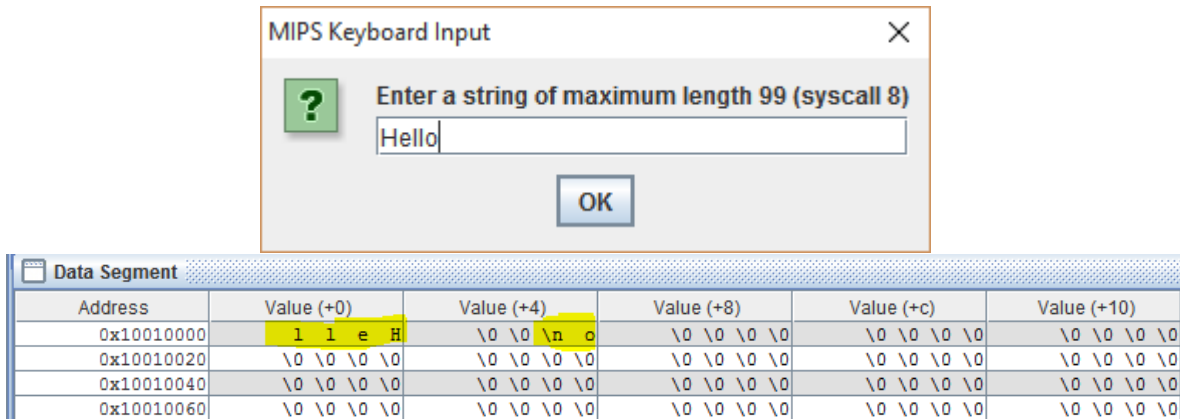 MIPS Keyboard Input
?
Enter a string of maximum length 99 (syscall 8)
Hello
OK
Data Segment
Address Value (+0) Value (+4) Value (+8) Value (+c) Value (+10)
0x10010000 l l e H \0 \0 \n o \0 \0 \0 \0 \0 \0 \0 \0 \0 \0 \0 \0
0x10010020 \0 \0 \0 \0 \0 \0 \0 \0 \0 \0 \0 \0 \0 \0 \0 \0 \0 \0 \0 \0
0x10010040 \0 \0 \0 \0 \0 \0 \0 \0 \0 \0 \0 \0 \0 \0 \0 \0 \0 \0 \0 \0
0x10010060 \0 \0 \0 \0 \0 \0 \0 \0 \0 \0 \0 \0 \0 \0 \0 \0 \0 \0 \0 \0